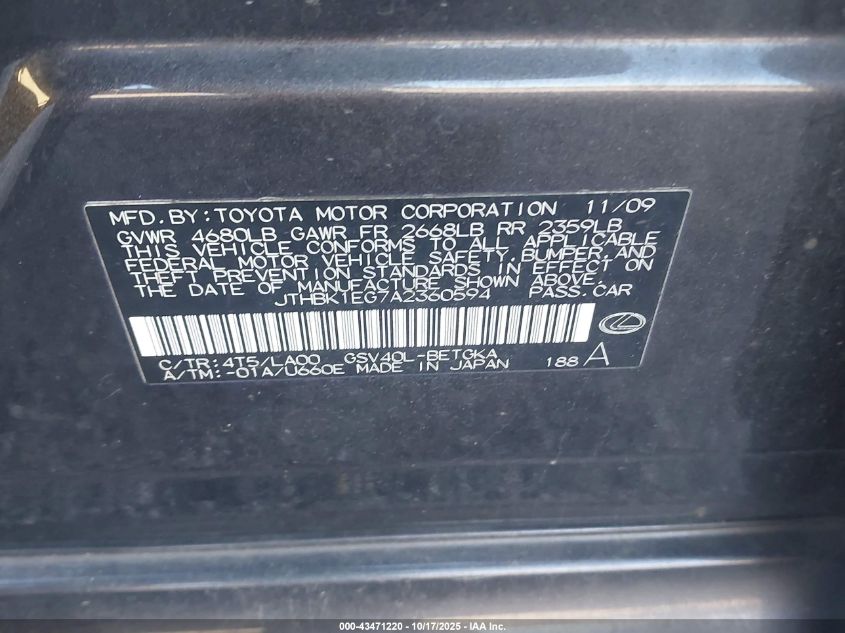 MFD. BY: TOYOTA MOTOR CORPORATION 11/09
GVWR 4680LB GAWR FR 2668LB RR 2359LB
THIS VEHICLE CONFORMS TO ALL APPLICABLE
FEDERAL MOTOR VEHICLE SAFETY, BUMPER, AND
THEFT PREVENTION STANDARDS IN EFFECT ON
THE DATE OF MANUFACTURE SHOWN ABOVE.
JTHBK1EG7A2360594 PASS. CAR
C/TR: 4T5/LA00 GSV40L-BETGKA
A/TM: -01A/U660E MADE IN JAPAN 188 A
000-43471220 - 10/17/2025 - IAA Inc.